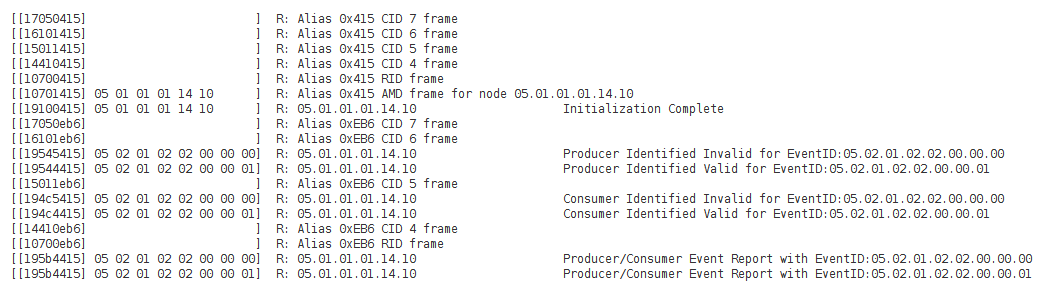 [[17050415]                       ]  R: Alias 0x415 CID 7 frame
[[16101415]                       ]  R: Alias 0x415 CID 6 frame
[[15011415]                       ]  R: Alias 0x415 CID 5 frame
[[14410415]                       ]  R: Alias 0x415 CID 4 frame
[[10700415]                       ]  R: Alias 0x415 RID frame
[[10701415] 05 01 01 01 14 10      ]  R: Alias 0x415 AMD frame for node 05.01.01.01.14.10
[[19100415] 05 01 01 01 14 10      ]  R: 05.01.01.01.14.10                    Initialization Complete
[[17050eb6]                       ]  R: Alias 0xEB6 CID 7 frame
[[16101eb6]                       ]  R: Alias 0xEB6 CID 6 frame
[[19545415] 05 02 01 02 02 00 00 00]  R: 05.01.01.01.14.10                    Producer Identified Invalid for EventID:05.02.01.02.02.00.00.00
[[19544415] 05 02 01 02 02 00 00 01]  R: 05.01.01.01.14.10                    Producer Identified Valid for EventID:05.02.01.02.02.00.00.01
[[15011eb6]                       ]  R: Alias 0xEB6 CID 5 frame
[[194c5415] 05 02 01 02 02 00 00 00]  R: 05.01.01.01.14.10                    Consumer Identified Invalid for EventID:05.02.01.02.02.00.00.00
[[194c4415] 05 02 01 02 02 00 00 01]  R: 05.01.01.01.14.10                    Consumer Identified Valid for EventID:05.02.01.02.02.00.00.01
[[14410eb6]                       ]  R: Alias 0xEB6 CID 4 frame
[[10700eb6]                       ]  R: Alias 0xEB6 RID frame
[[195b4415] 05 02 01 02 02 00 00 00]  R: 05.01.01.01.14.10                    Producer/Consumer Event Report with EventID:05.02.01.02.02.00.00.00
[[195b4415] 05 02 01 02 02 00 00 01]  R: 05.01.01.01.14.10                    Producer/Consumer Event Report with EventID:05.02.01.02.02.00.00.01